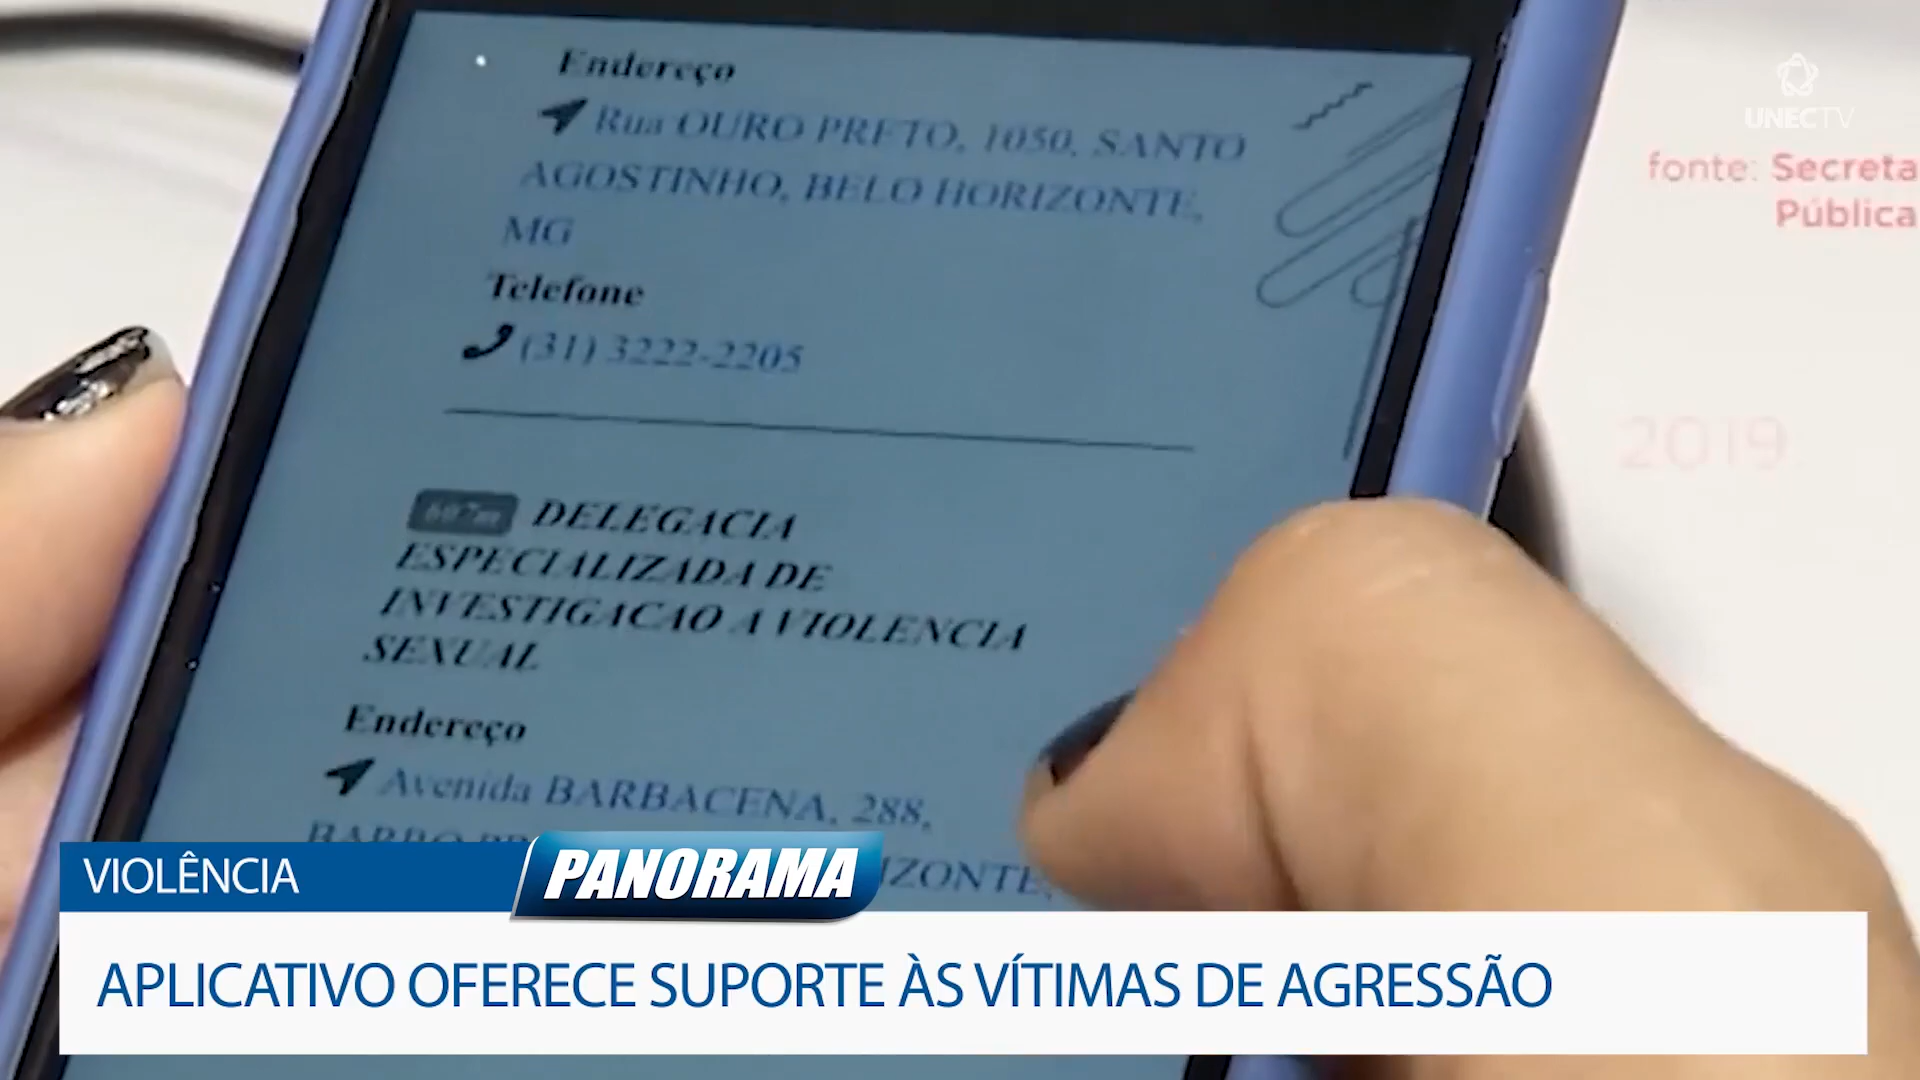 Endereço
Rua OURO PRETO, 1050, SANTO
AGOSTINHO, BELO HORIZONTE,
MG
Telefone
(31) 3222-2205
DELEGACIA
ESPECIALIZADA DE
INVESTIGACAO A VIOLENCIA
SEXUAL
Endereço
Avenida BARBACENA, 288,
BARRO
UNECTV
fonte: Secreta
Pública
2019
VIOLÊNCIA
PANORAMA
APLICATIVO OFERECE SUPORTE ÀS VÍTIMAS DE AGRESSÃO